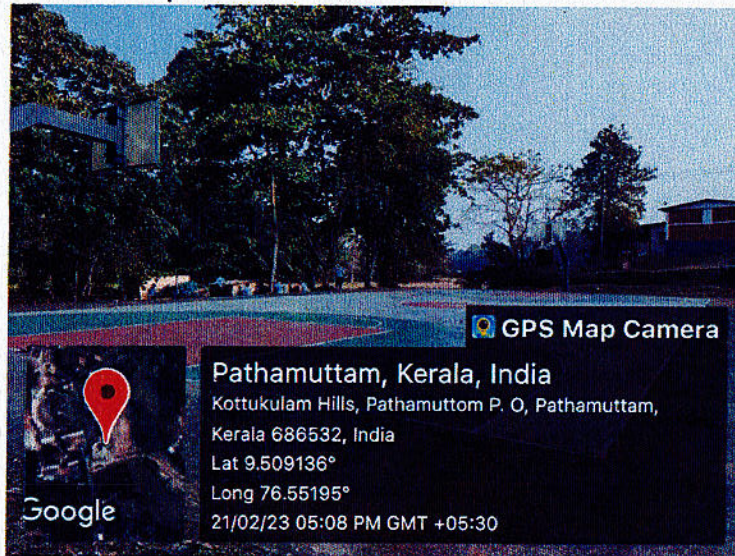 GPS Map Camera
Pathamuttam, Kerala, India
Kottukulam Hills, Pathamuttom P. O, Pathamuttam,
Kerala 686532, India
Lat 9.509136°
Long 76.55195°
21/02/23 05:08 PM GMT +05:30
Google